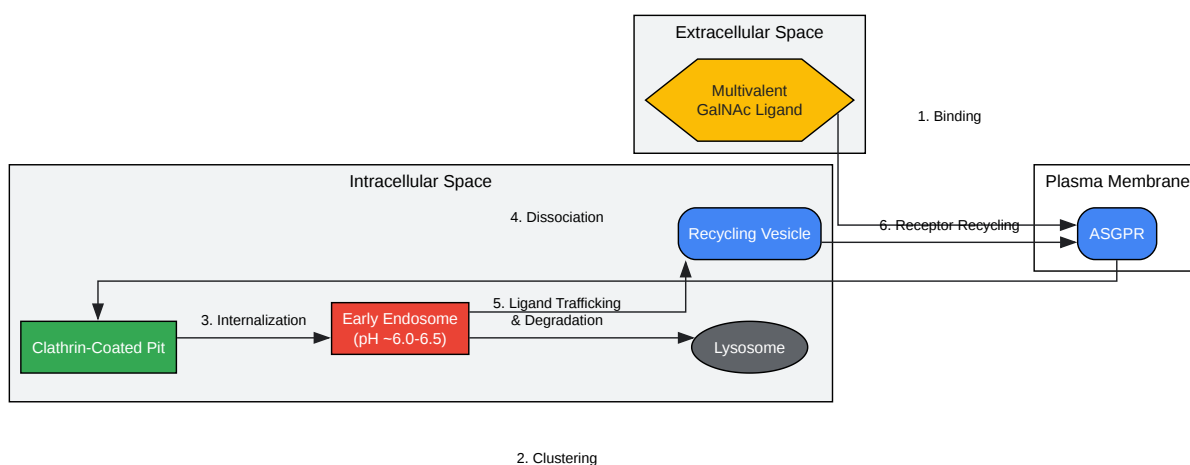 Extracellular Space
Multivalent
GalNAc Ligand
1. Binding
Intracellular Space
Plasma Membrane
4. Dissociation
Recycling Vesicle
6. Receptor Recycling
ASGPR
Clathrin-Coated Pit
3. Internalization
Early Endosome
(pH ~6.0-6.5)
5. Ligand Trafficking
& Degradation
Lysosome
2. Clustering